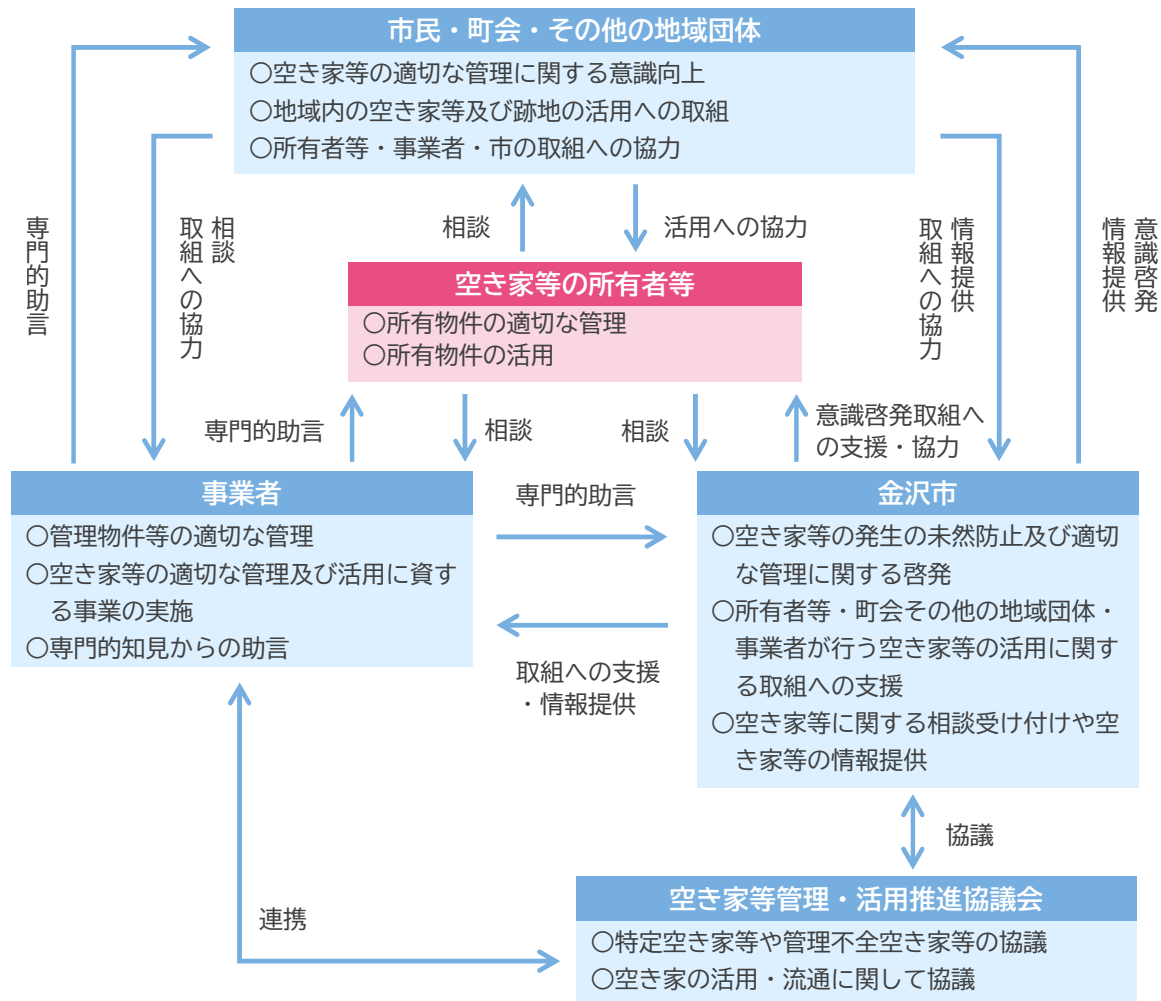 市民・町会・その他の地域団体
〇空き家等の適切な管理に関する意識向上
〇地域内の空き家等及び跡地の活用への取組
〇所有者等・事業者・市の取組への協力
専門的助言
相談
取組への協力
相談
活用への協力
情報提供
取組への協力
意識啓発
情報提供
空き家等の所有者等
〇所有物件の適切な管理
〇所有物件の活用
専門的助言
相談
相談
意識啓発取組へ
の支援・協力
事業者
〇管理物件等の適切な管理
〇空き家等の適切な管理及び活用に資す
る事業の実施
〇専門的知見からの助言
専門的助言
取組への支援
・情報提供
金沢市
〇空き家等の発生の未然防止及び適切
な管理に関する啓発
〇所有者等・町会その他の地域団体・
事業者が行う空き家等の活用に関す
る取組への支援
〇空き家等に関する相談受け付けや空
き家等の情報提供
協議
連携
空き家等管理・活用推進協議会
〇特定空き家等や管理不全空き家等の協議
〇空き家の活用・流通に関して協議